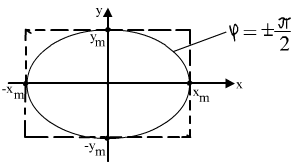 y
y_m
φ = ± π/2
-x_m
x_m
x
-y_m